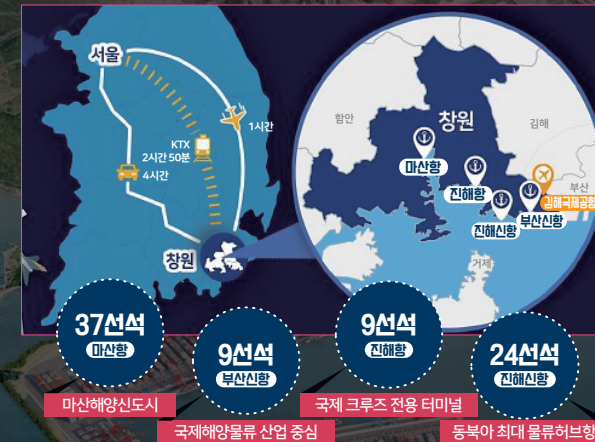 서울
1시간
KTX
2시간 50분
4시간
창원
함안
창원
김해
마산항
진해항
부산
김해국제공항
진해신항
부산신항
거제
37선석
마산항
9선석
부산신항
9선석
진해항
24선석
진해신항
마산해양신도시
국제해양물류 산업 중심
국제 크루즈 전용 터미널
동북아 최대 물류허브항